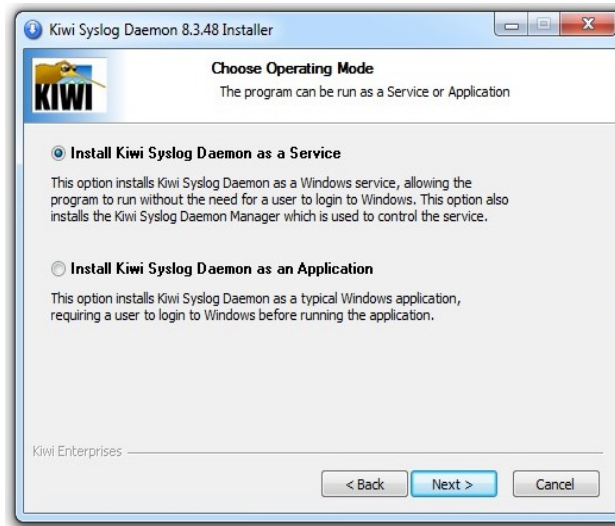 Kiwi Syslog Daemon 8.3.48 Installer
KIWI
Choose Operating Mode
The program can be run as a Service or Application
Install Kiwi Syslog Daemon as a Service
This option installs Kiwi Syslog Daemon as a Windows service, allowing the
program to run without the need for a user to login to Windows. This option also
installs the Kiwi Syslog Daemon Manager which is used to control the service.
Install Kiwi Syslog Daemon as an Application
This option installs Kiwi Syslog Daemon as a typical Windows application,
requiring a user to login to Windows before running the application.
Kiwi Enterprises
< Back Next > Cancel